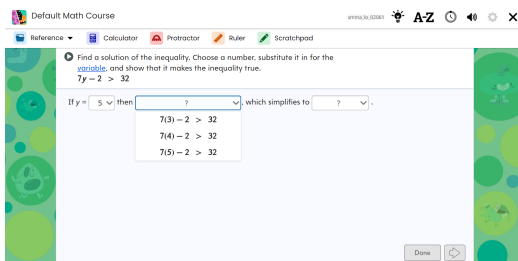 Default Math Course
A-Z
Reference
Calculator
Protractor
Ruler
Scratchpad
Find a solution of the inequality. Choose a number, substitute it in for the
variable, and show that it makes the inequality true.
7y − 2 > 32
If y = 5 then ? , which simplifies to ? .
7(3) − 2 > 32
7(4) − 2 > 32
7(5) − 2 > 32
Done